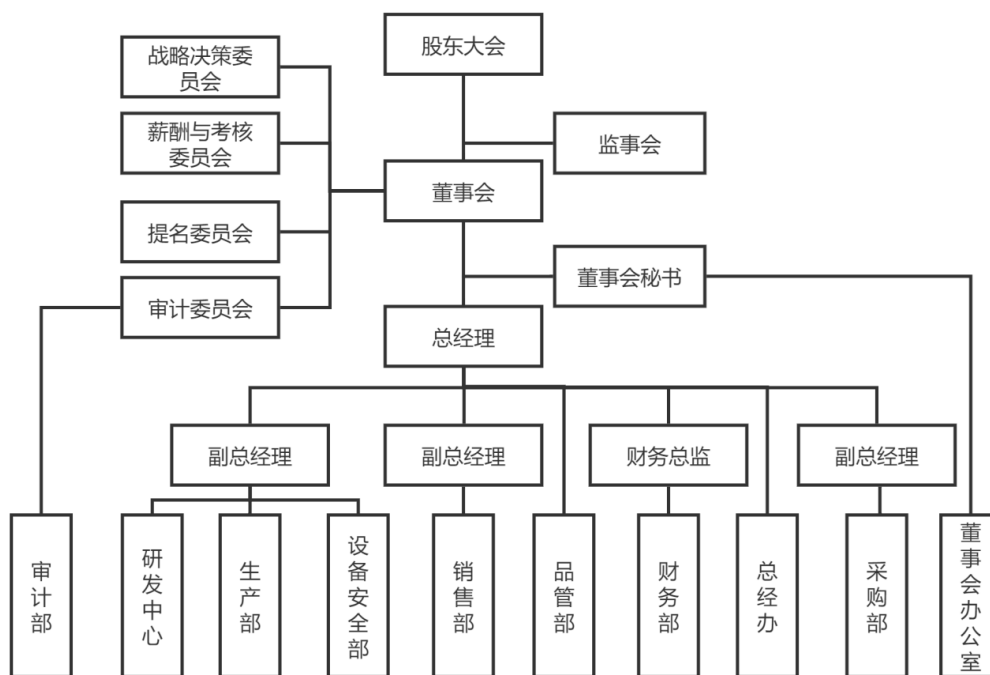 股东大会
战略决策委
员会
薪酬与考核
委员会
监事会
董事会
提名委员会
董事会秘书
审计委员会
总经理
副总经理
副总经理
财务总监
副总经理
审计部
研发中心
生产部
设备安全部
销售部
品管部
财务部
总经办
采购部
董事会办公室